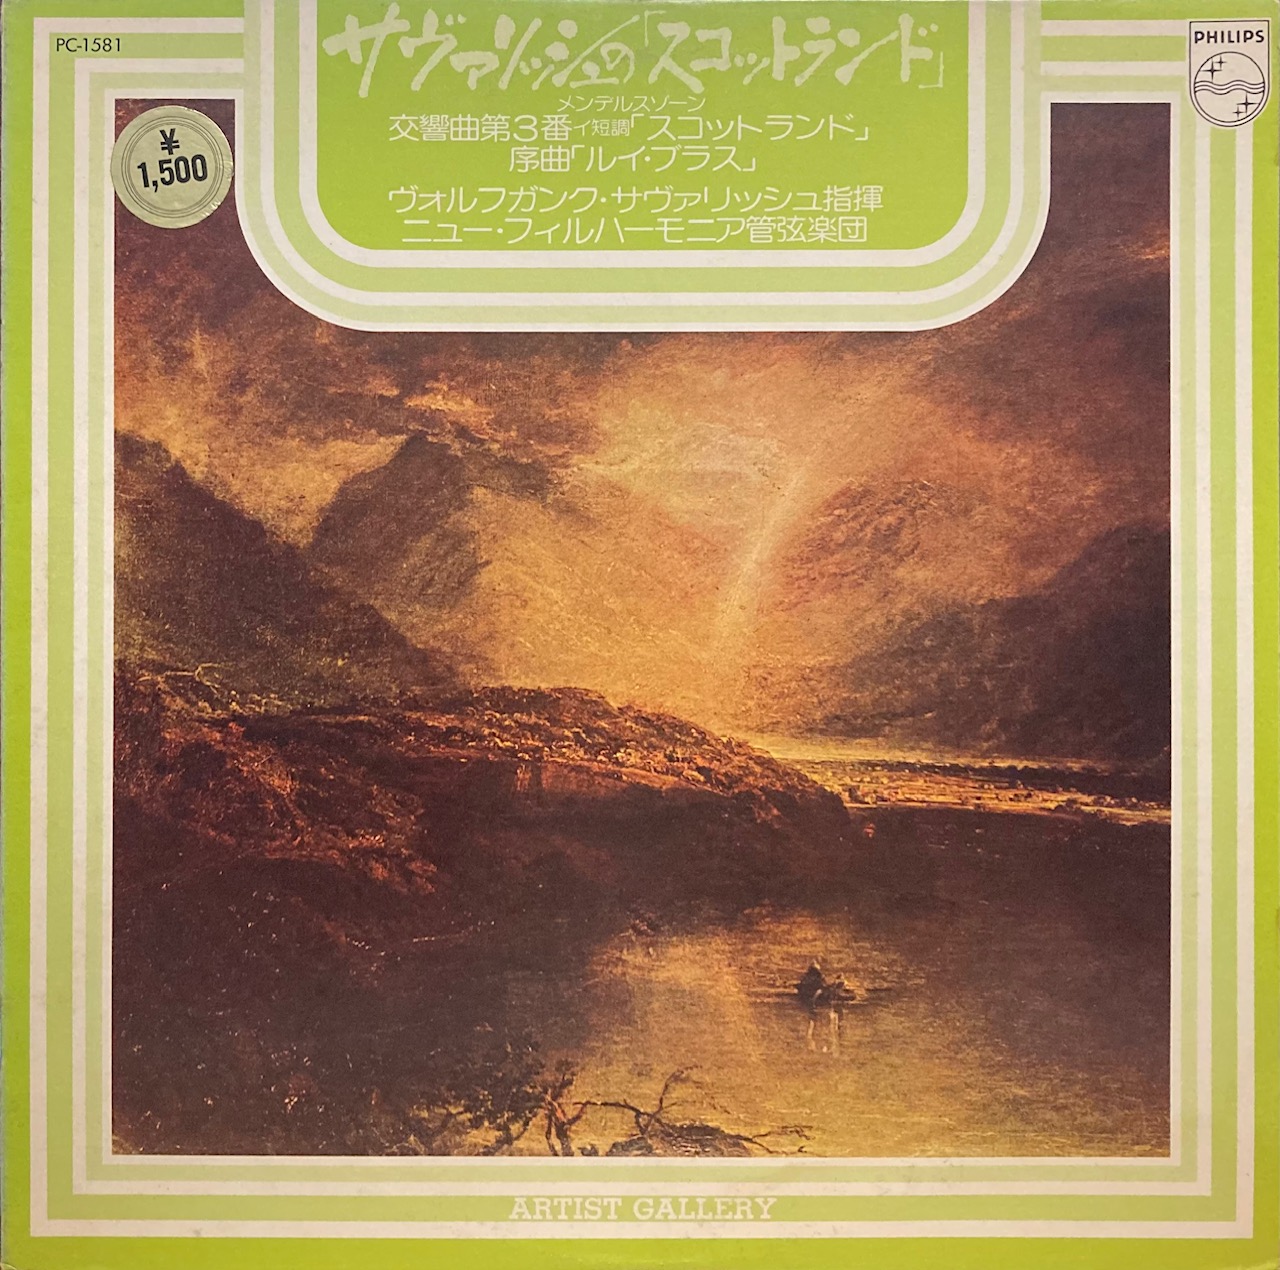 PC-1581
サヴァリッシュの「スコットランド」
PHILIPS
メンデルスゾーン
交響曲第3番イ短調「スコットランド」
序曲「ルイ・ブラス」
¥
1,500
ヴォルフガンク・サヴァリッシュ指揮
ニュー・フィルハーモニア管弦楽団
ARTIST GALLERY